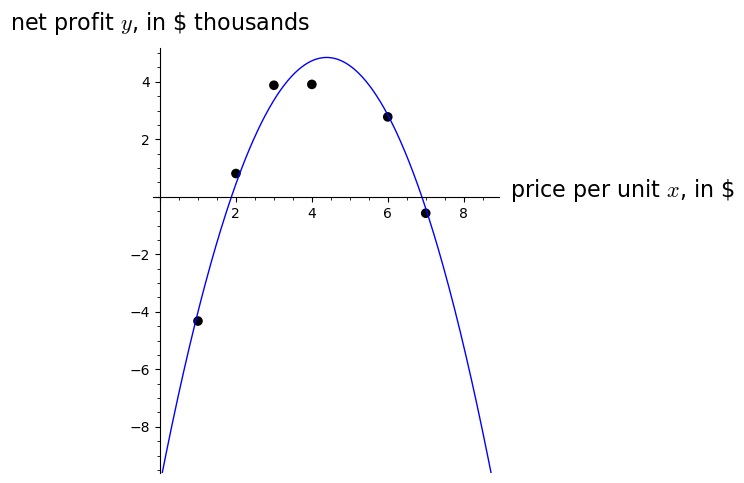 net profit y, in $ thousands
4
2
price per unit x, in $
2 4 6 8
−2
−4
−6
−8